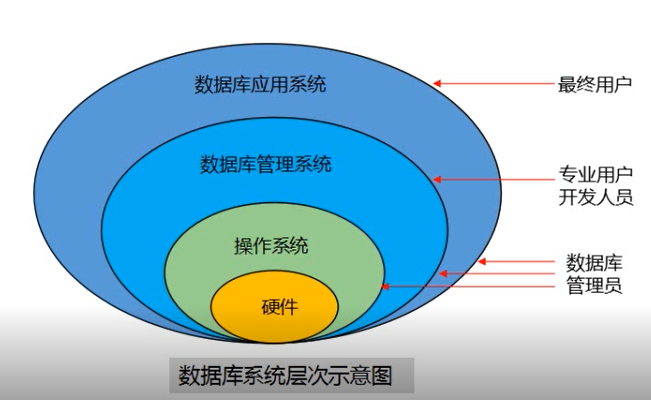 数据库应用系统
最终用户
数据库管理系统
专业用户
开发人员
操作系统
数据库
管理员
硬件
数据库系统层次示意图